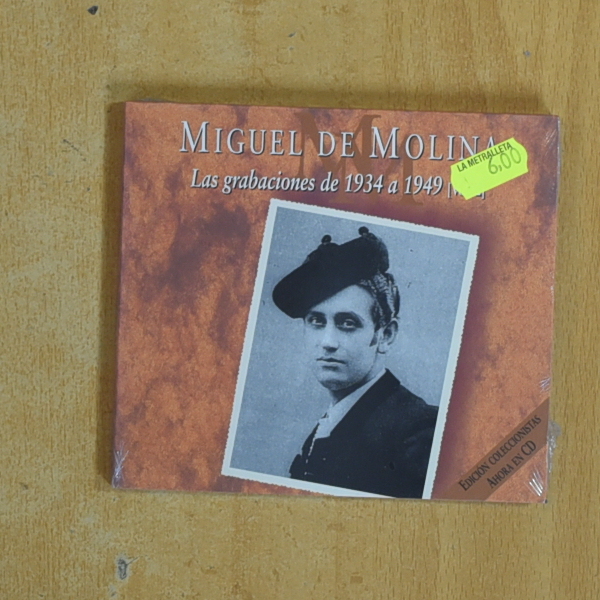 MIGUEL DE MOLINA
LA METRALLETA
6,00
Las grabaciones de 1934 a 1949
EDICIÓN COLECCIONISTAS
AHORA EN CD